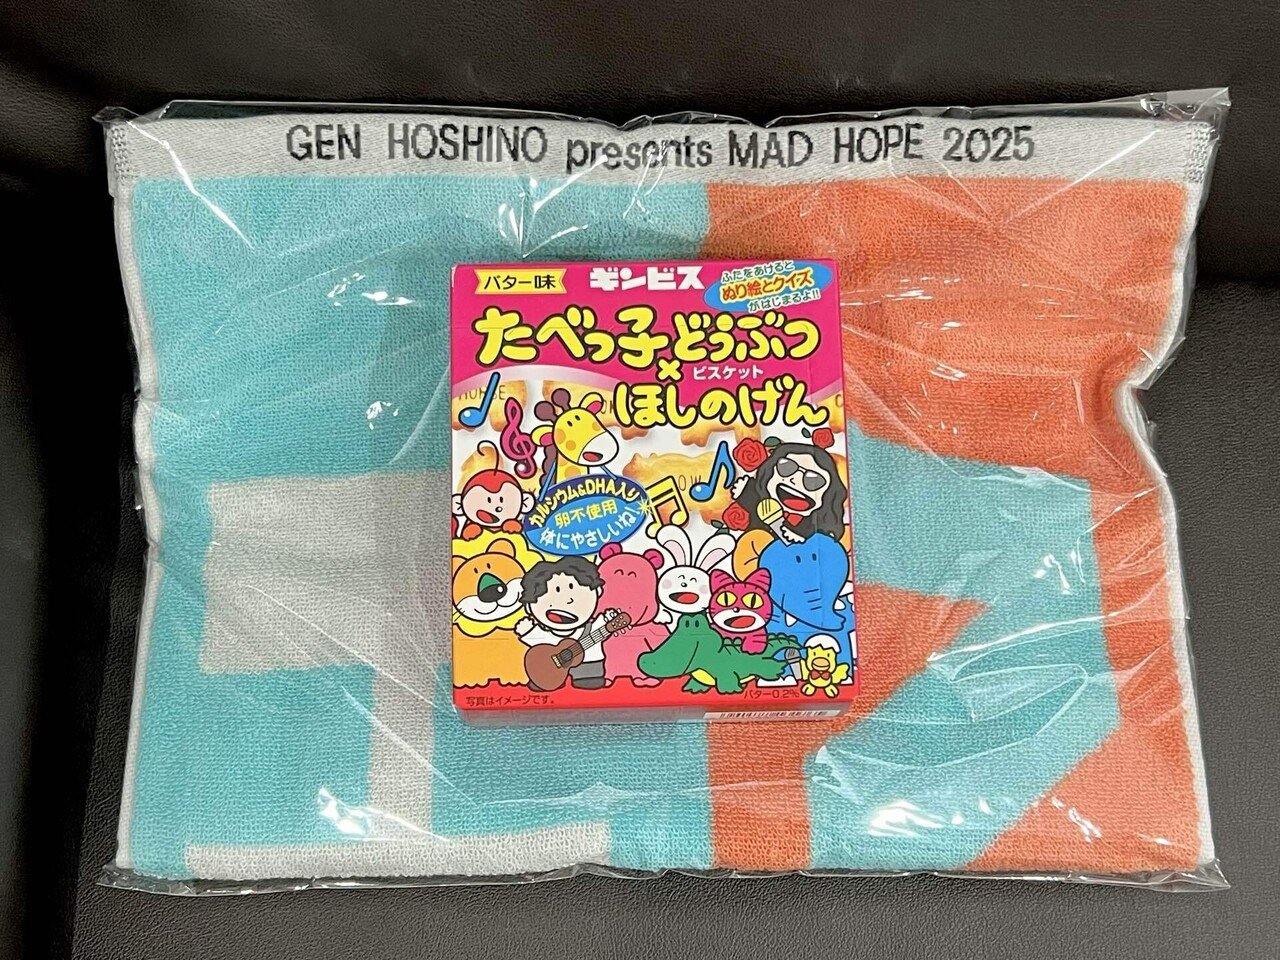 GEN HOSHINO presents MAD HOPE 2025
バター味
ギンビス
ふたをあけると
ぬり絵とクイズ
がはじまるよ!!
たべっ子どうぶつ
×
ビスケット
ほしのげん
カルシウム&DHA入り
卵不使用
体にやさしいね!
写真はイメージです。
バター0.2%